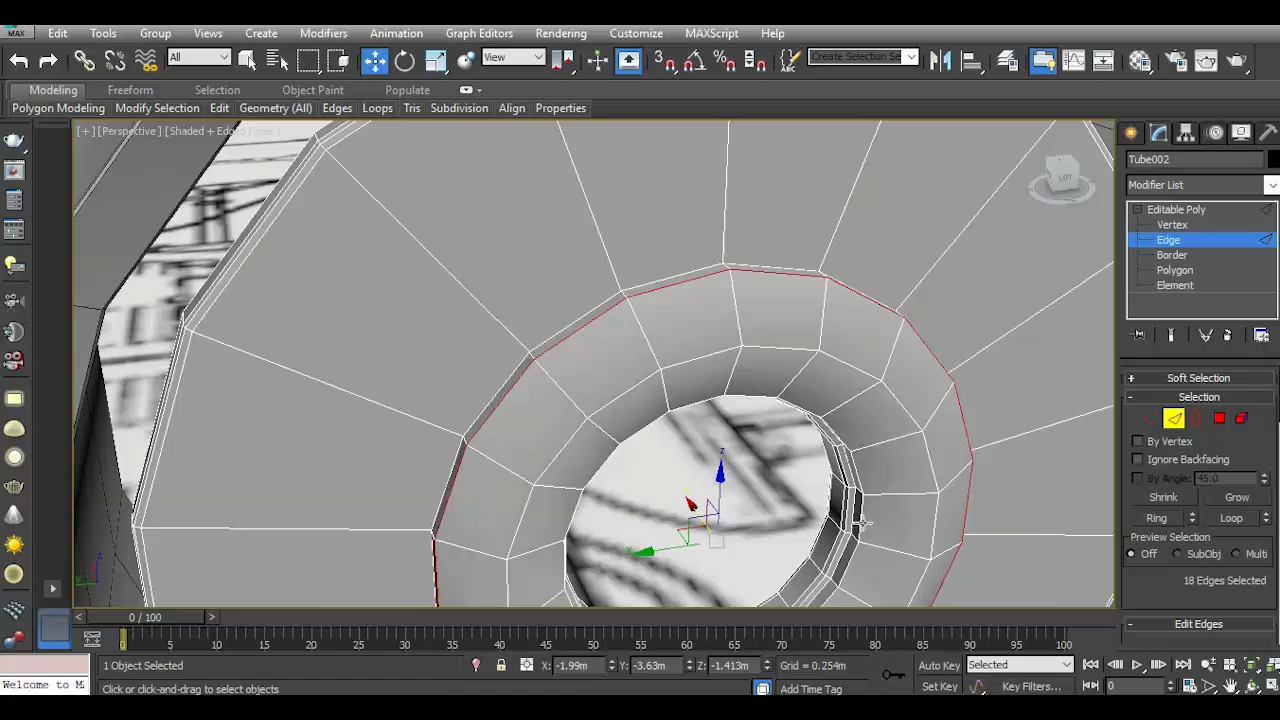 MAX Edit Tools Group Views Create Modifiers Animation Graph Editors Rendering Customize MAXScript Help
All View Create Selection Se
Modeling Freeform Selection Object Paint Populate
Polygon Modeling Modify Selection Edit Geometry (All) Edges Loops Tris Subdivision Align Properties
[+] [Perspective] [Shaded + Edged Faces]
Tube002
Modifier List
Editable Poly
Vertex
Edge
Border
Polygon
Element
Soft Selection
Selection
By Vertex
Ignore Backfacing
By Angle: 45.0
Shrink Grow
Ring Loop
Preview Selection
Off SubObj Multi
18 Edges Selected
Edit Edges
0 / 100
0 5 10 15 20 25 30 35 40 45 50 55 60 65 70 75 80 85 90 95 100
1 Object Selected X: -1.99m Y: -3.63m Z: -1.413m Grid = 0.254m Auto Key Selected
Welcome to M Click or click-and-drag to select objects Add Time Tag Set Key Key Filters... 0